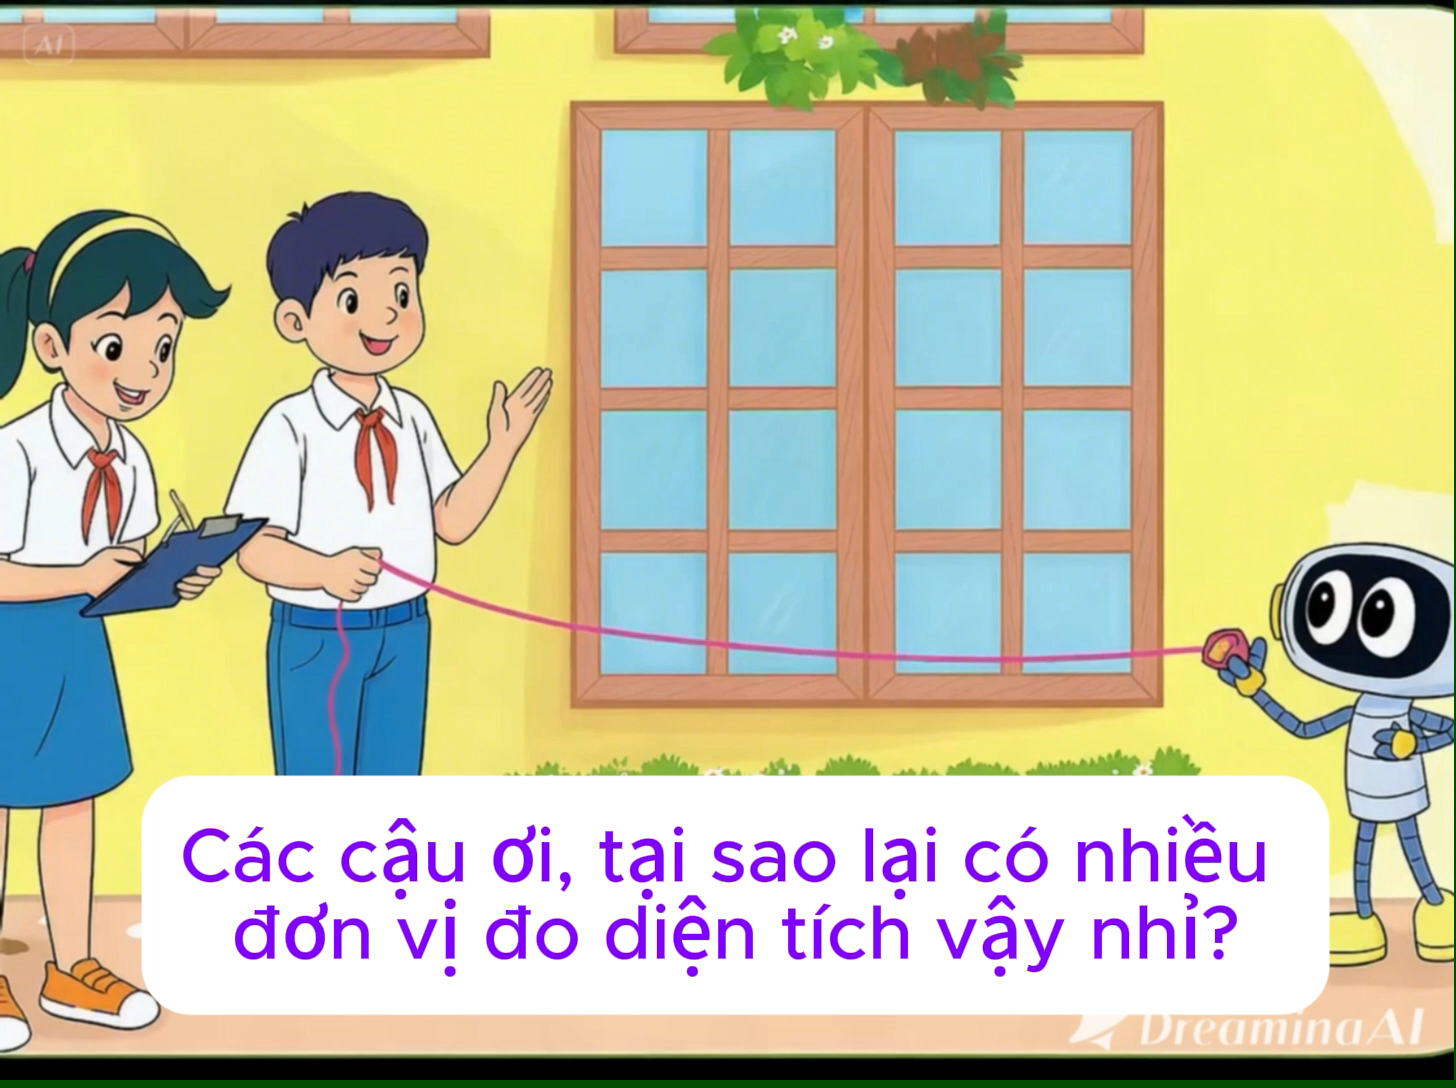 AI
Các cậu ơi, tại sao lại có nhiều
đơn vị đo diện tích vậy nhỉ?
DreaminaAI